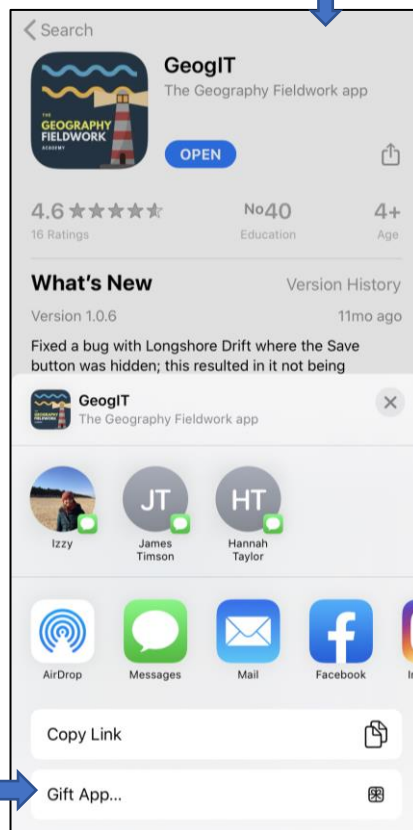 Search
GeogIT
The Geography Fieldwork app
THE
GEOGRAPHY
FIELDWORK
ACADEMY
OPEN
4.6
No40
4+
16 Ratings
Education
Age
What's New
Version History
Version 1.0.6
11mo ago
Fixed a bug with Longshore Drift where the Save
button was hidden; this resulted in it not being
GeogIT
The Geography Fieldwork app
JT
HT
Izzy
James
Timson
Hannah
Taylor
AirDrop
Messages
Mail
Facebook
Copy Link
Gift App...